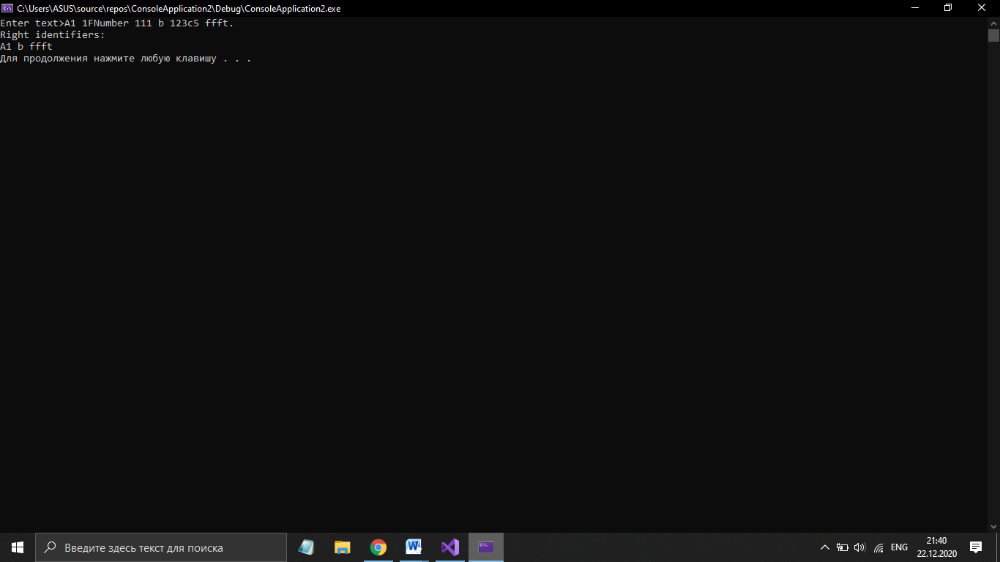 C:\Users\ASUS\source\repos\ConsoleApplication2\Debug\ConsoleApplication2.exe
Enter text>A1 1FNumber 111 b 123c5 ffft.
Right identifiers:
A1 b ffft
Для продолжения нажмите любую клавишу . . .
Введите здесь текст для поиска
ENG
21:40
22.12.2020